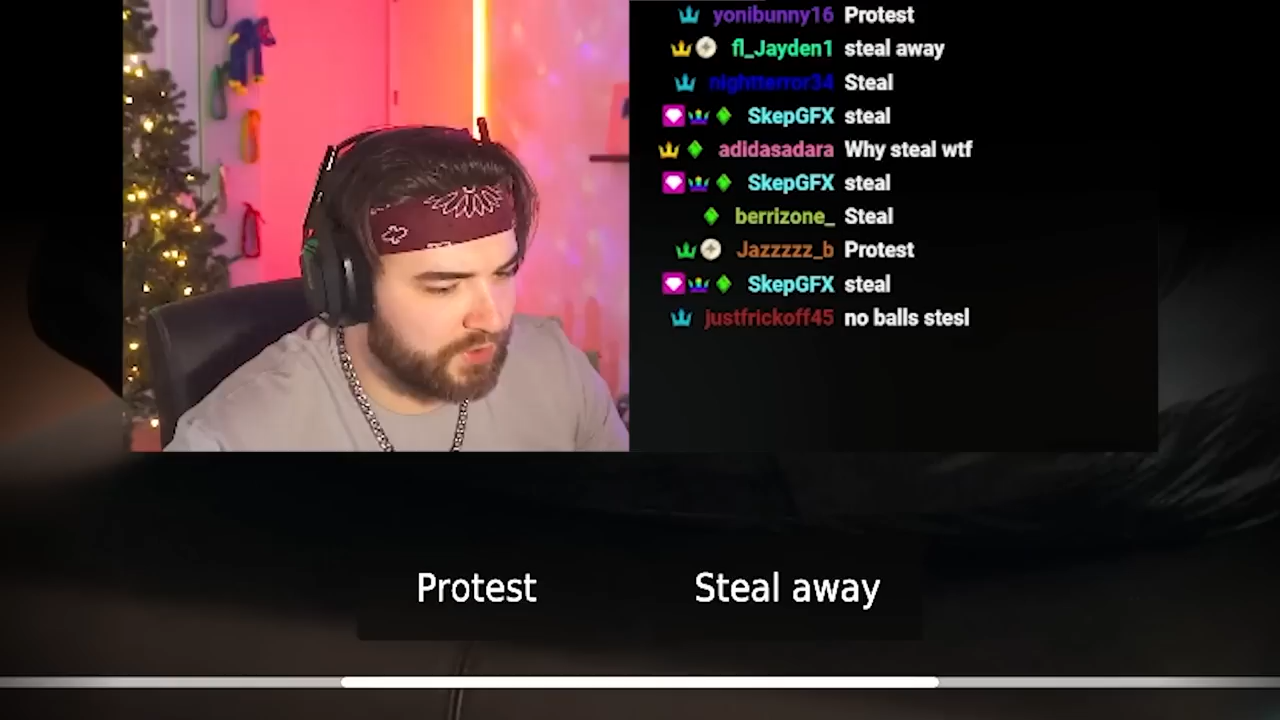 yonibunny16 Protest
fl_Jayden1 steal away
nightterror34 Steal
SkepGFX steal
adidasadara Why steal wtf
SkepGFX steal
berrizone_ Steal
Jazzzzz_b Protest
SkepGFX steal
justfrickoff45 no balls stesl
Protest
Steal away